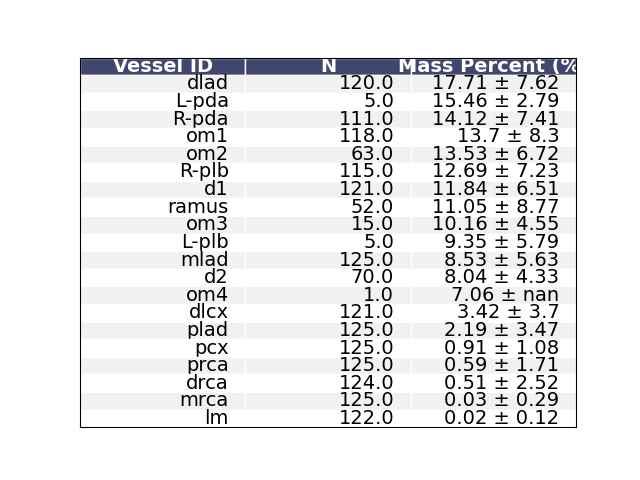 Vessel ID N Mass Percent (%
dlad 120.0 17.71 ± 7.62
L-pda 5.0 15.46 ± 2.79
R-pda 111.0 14.12 ± 7.41
om1 118.0 13.7 ± 8.3
om2 63.0 13.53 ± 6.72
R-plb 115.0 12.69 ± 7.23
d1 121.0 11.84 ± 6.51
ramus 52.0 11.05 ± 8.77
om3 15.0 10.16 ± 4.55
L-plb 5.0 9.35 ± 5.79
mlad 125.0 8.53 ± 5.63
d2 70.0 8.04 ± 4.33
om4 1.0 7.06 ± nan
dlcx 121.0 3.42 ± 3.7
plad 125.0 2.19 ± 3.47
pcx 125.0 0.91 ± 1.08
prca 125.0 0.59 ± 1.71
drca 124.0 0.51 ± 2.52
mrca 125.0 0.03 ± 0.29
lm 122.0 0.02 ± 0.12